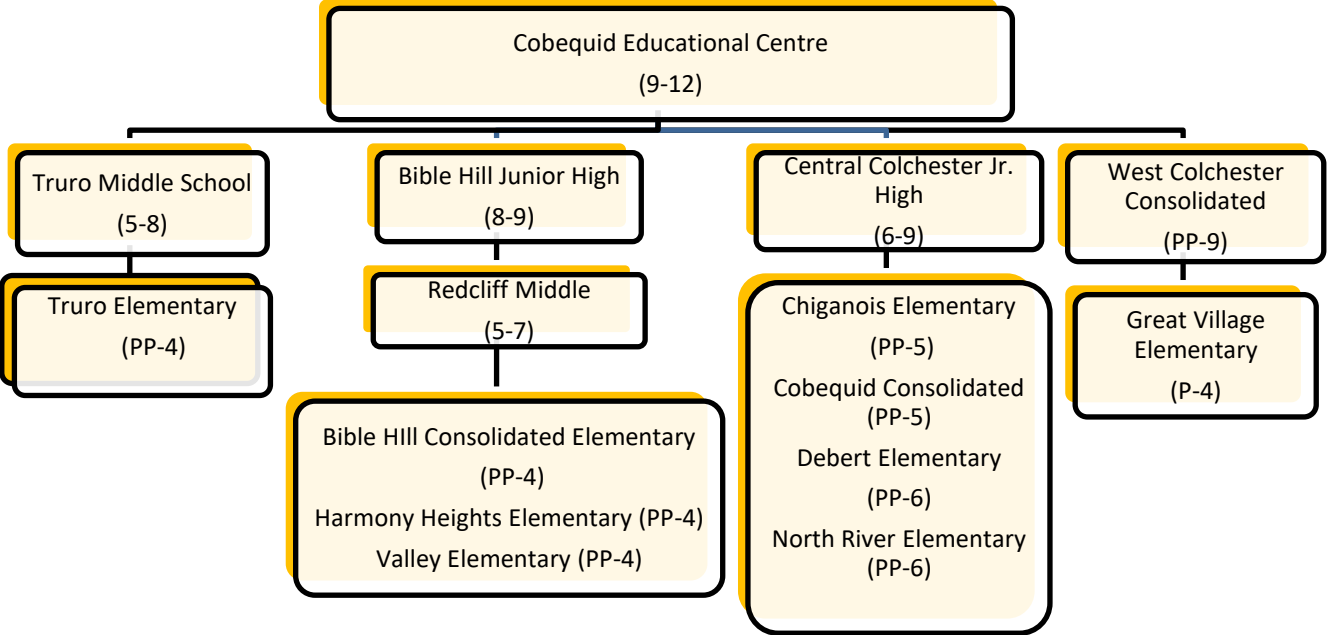 Cobequid Educational Centre
(9-12)
Truro Middle School
(5-8)
Bible Hill Junior High
(8-9)
Central Colchester Jr.
High
(6-9)
West Colchester
Consolidated
(PP-9)
Truro Elementary
(PP-4)
Redcliff Middle
(5-7)
Chiganois Elementary
(PP-5)
Cobequid Consolidated
(PP-5)
Debert Elementary
(PP-6)
North River Elementary
(PP-6)
Great Village
Elementary
(P-4)
Bible HIll Consolidated Elementary
(PP-4)
Harmony Heights Elementary (PP-4)
Valley Elementary (PP-4)